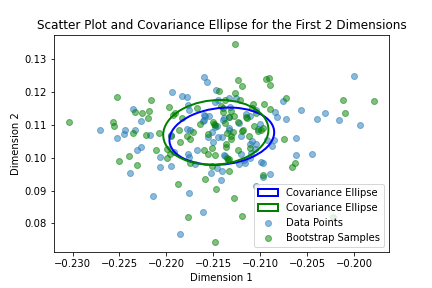 Scatter Plot and Covariance Ellipse for the First 2 Dimensions
0.13
0.12
0.11
0.10
0.09
0.08
Dimension 2
Covariance Ellipse
Covariance Ellipse
Data Points
Bootstrap Samples
−0.230 −0.225 −0.220 −0.215 −0.210 −0.205 −0.200
Dimension 1